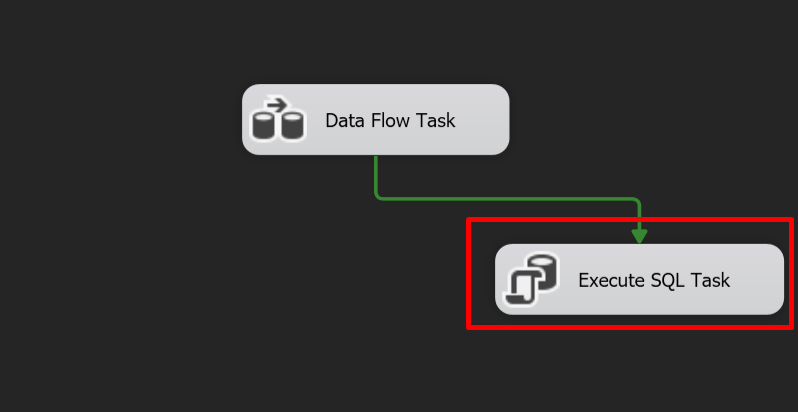 Data Flow Task
Execute SQL Task